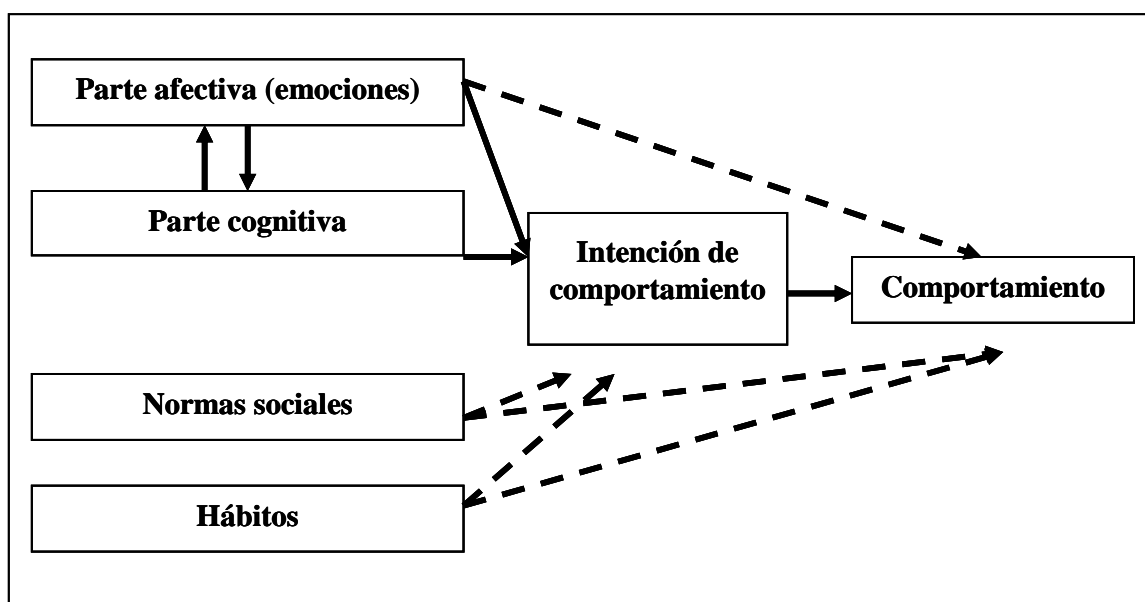 Parte afectiva (emociones)
Parte cognitiva
Intención de
comportamiento
Comportamiento
Normas sociales
Hábitos